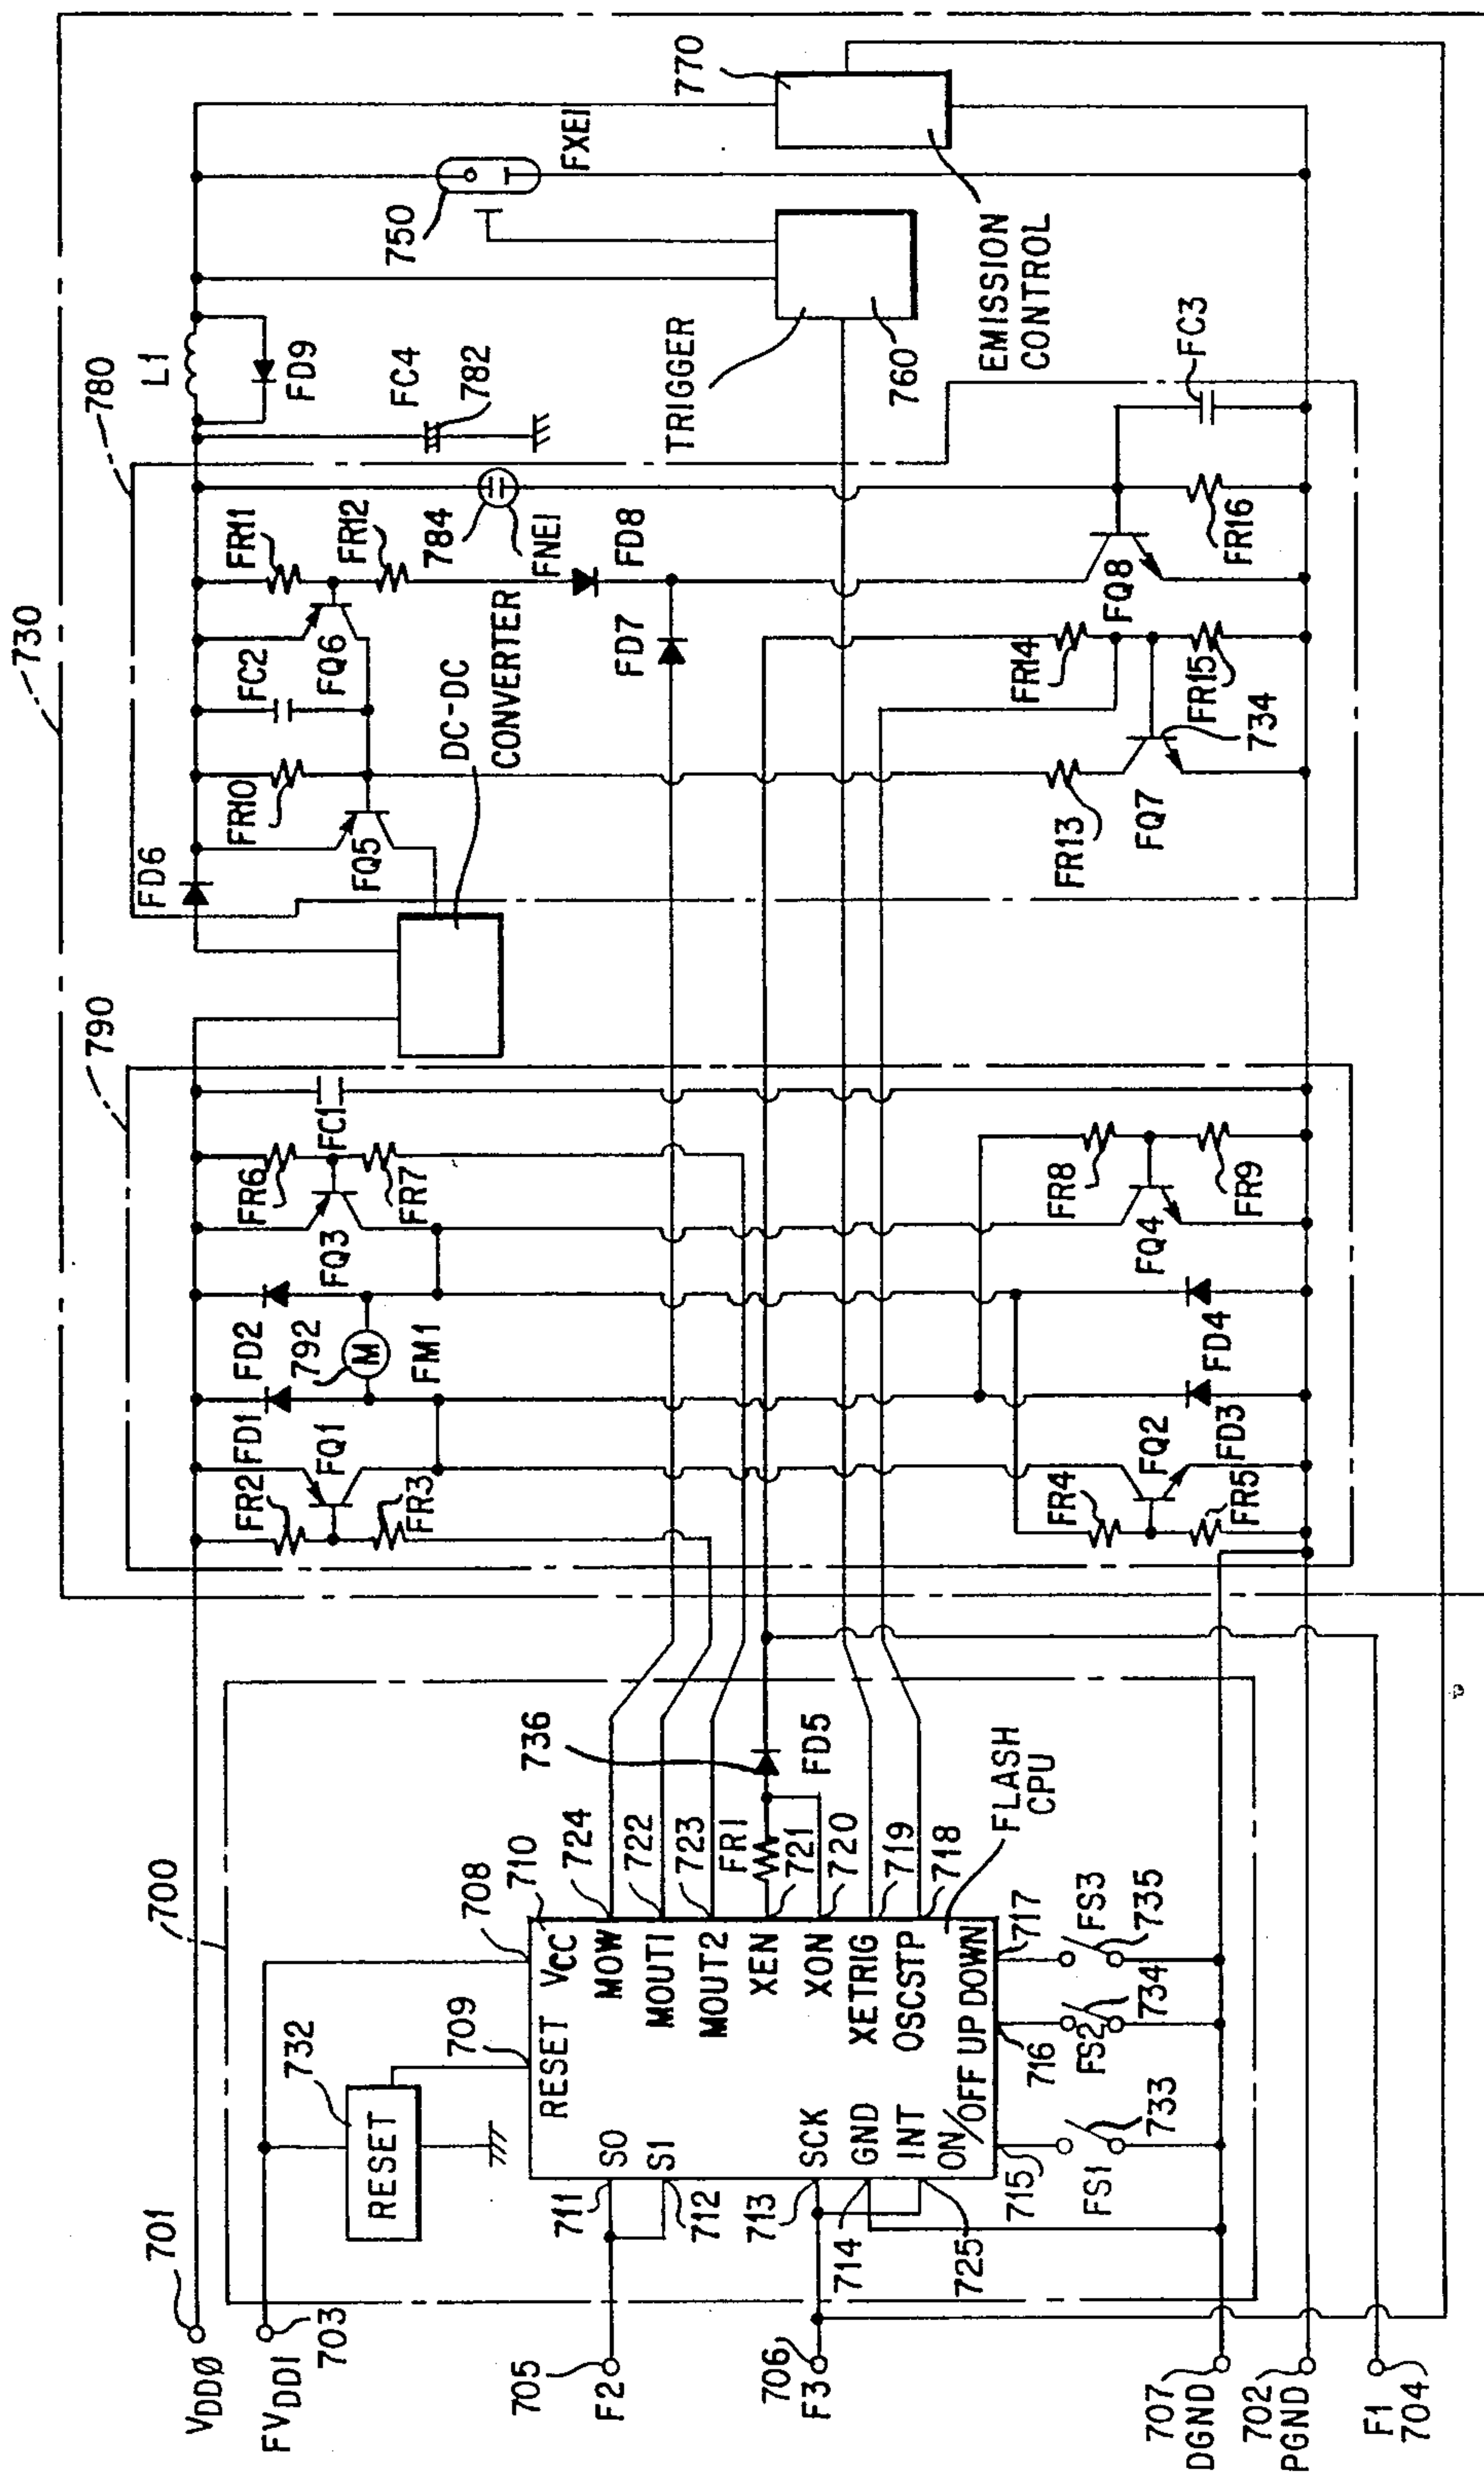 730
780
790
L1
770
FD9
FC4
782
750
FXE1
FR11
FR12
784
FNE1
FC2
FQ6
FD8
FD7
FR10
FQ5
FD6
DC-DC
CONVERTER
TRIGGER
760
EMISSION
CONTROL
FC3
FR16
FQ8
FR14
FR15
734
FR13
FQ7
FC1
FR6
FR7
FQ3
FD2
792
M
FM1
FD1
FQ1
FR2
FR3
FR8
FR9
FQ4
FD4
FD3
FQ2
FR4
FR5
700
736
FD5
701
VDDØ
FVDD1
703
732
RESET
709
708
710
724
722
723
FR1
721
720
719
718
FLASH
CPU
RESET
VCC
MOW
MOUT1
MOUT2
XEN
XON
XETRIG
OSCSTP
SO
S1
SCK
GND
INT
ON/OFF
UP
DOWN
711
712
713
714
725
715
716
717
FS1
733
FS2
734
FS3
735
705
F2
706
F3
707
DGND
702
PGND
F1
704